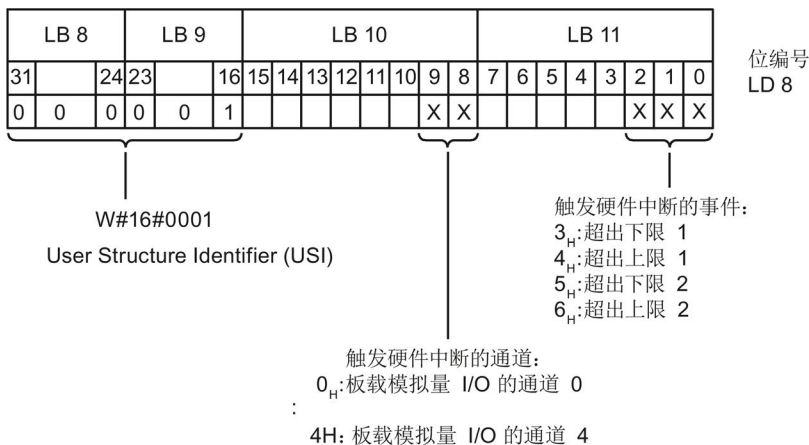 LB 8 LB 9 LB 10 LB 11
31 24 23 16 15 14 13 12 11 10 9 8 7 6 5 4 3 2 1 0
0 0 0 0 0 1 X X X X X
位编号
LD 8
W#16#0001
User Structure Identifier (USI)
触发硬件中断的事件：
3H:超出下限 1
4H:超出上限 1
5H:超出下限 2
6H:超出上限 2
触发硬件中断的通道：
0H:板载模拟量 I/O 的通道 0
:
4H: 板载模拟量 I/O 的通道 4